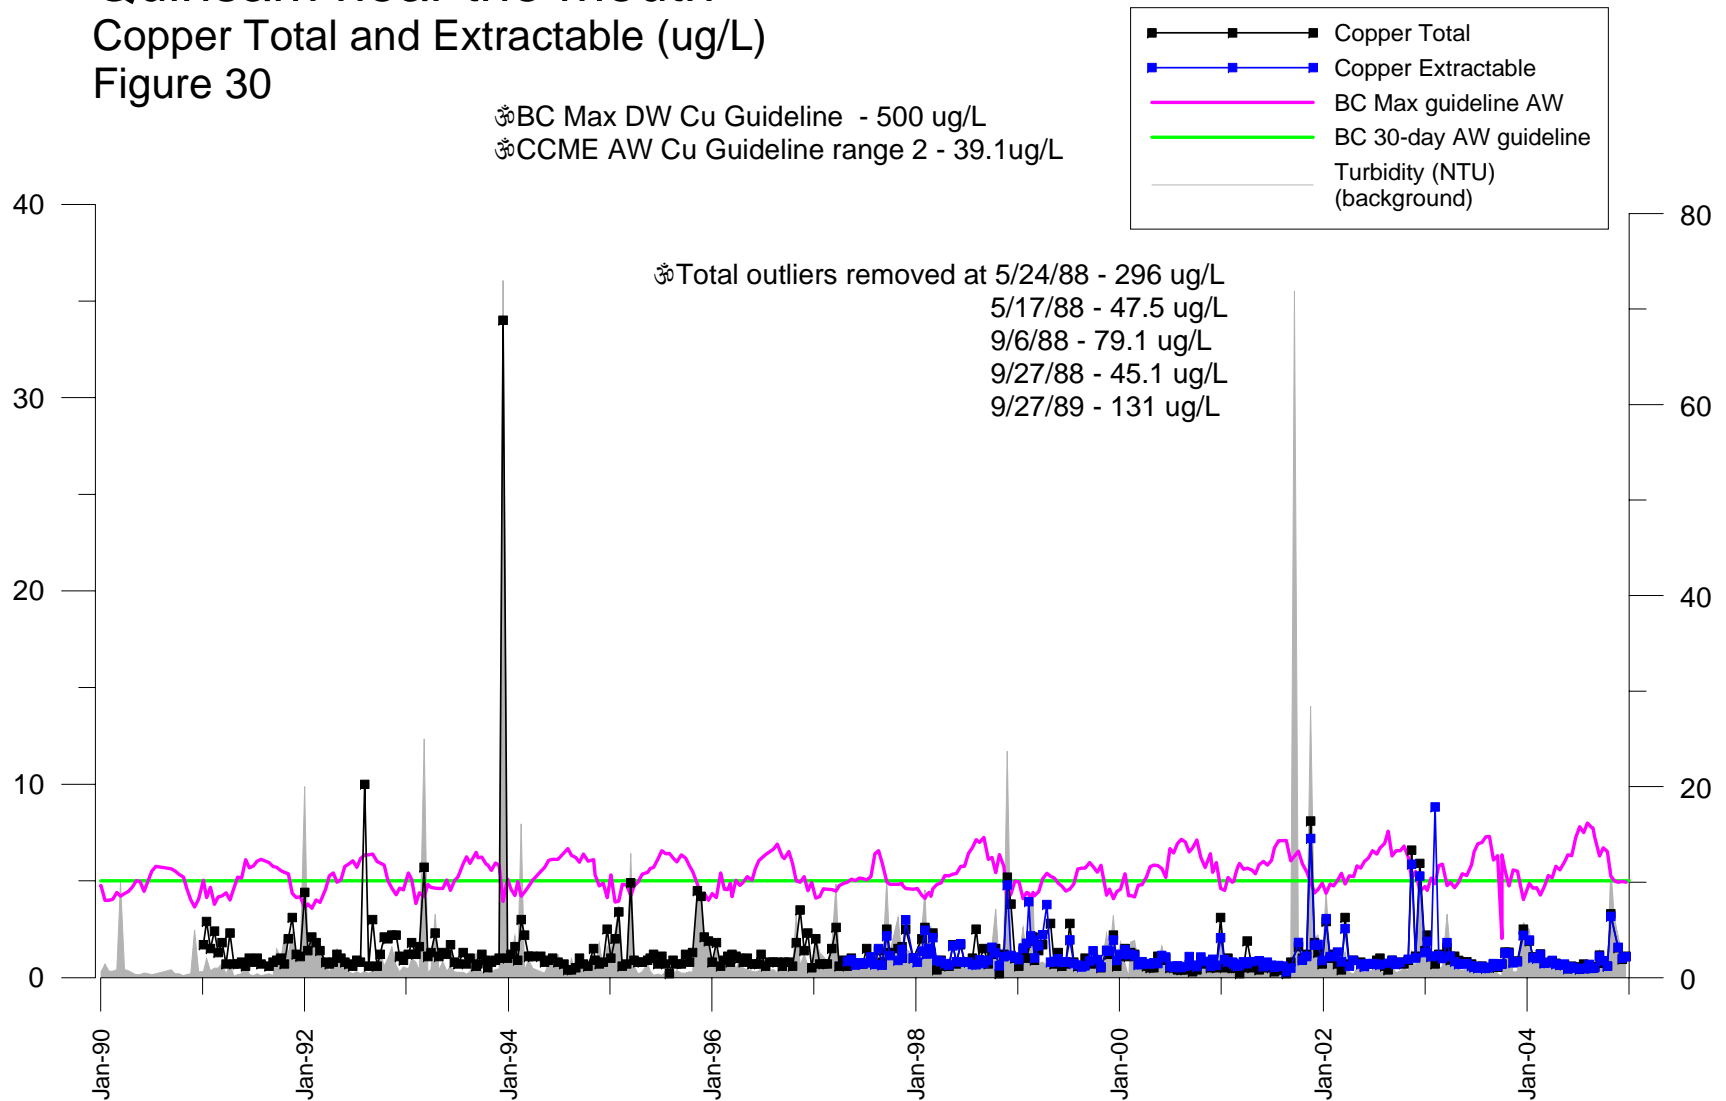 Quinsam near the mouth
Copper Total and Extractable (ug/L)
Figure 30
ॐBC Max DW Cu Guideline - 500 ug/L
ॐCCME AW Cu Guideline range 2 - 39.1ug/L
Copper Total
Copper Extractable
BC Max guideline AW
BC 30-day AW guideline
Turbidity (NTU)
(background)
ॐTotal outliers removed at 5/24/88 - 296 ug/L
5/17/88 - 47.5 ug/L
9/6/88 - 79.1 ug/L
9/27/88 - 45.1 ug/L
9/27/89 - 131 ug/L
40
30
20
10
0
80
60
40
20
0
Jan-90
Jan-92
Jan-94
Jan-96
Jan-98
Jan-00
Jan-02
Jan-04